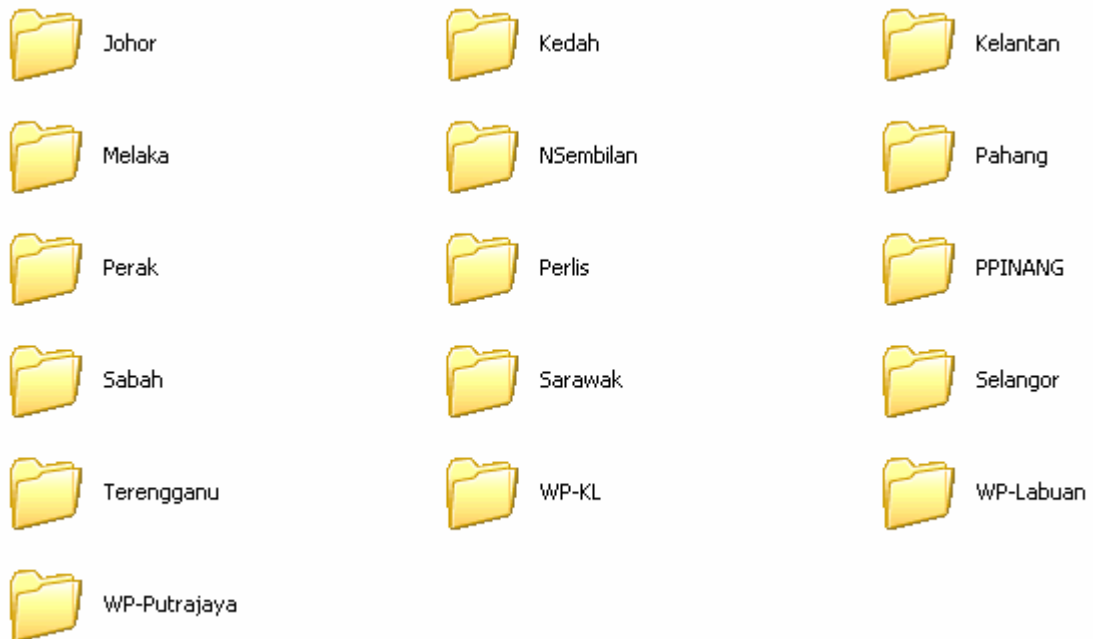 Johor
Kedah
Kelantan
Melaka
NSembilan
Pahang
Perak
Perlis
PPINANG
Sabah
Sarawak
Selangor
Terengganu
WP-KL
WP-Labuan
WP-Putrajaya